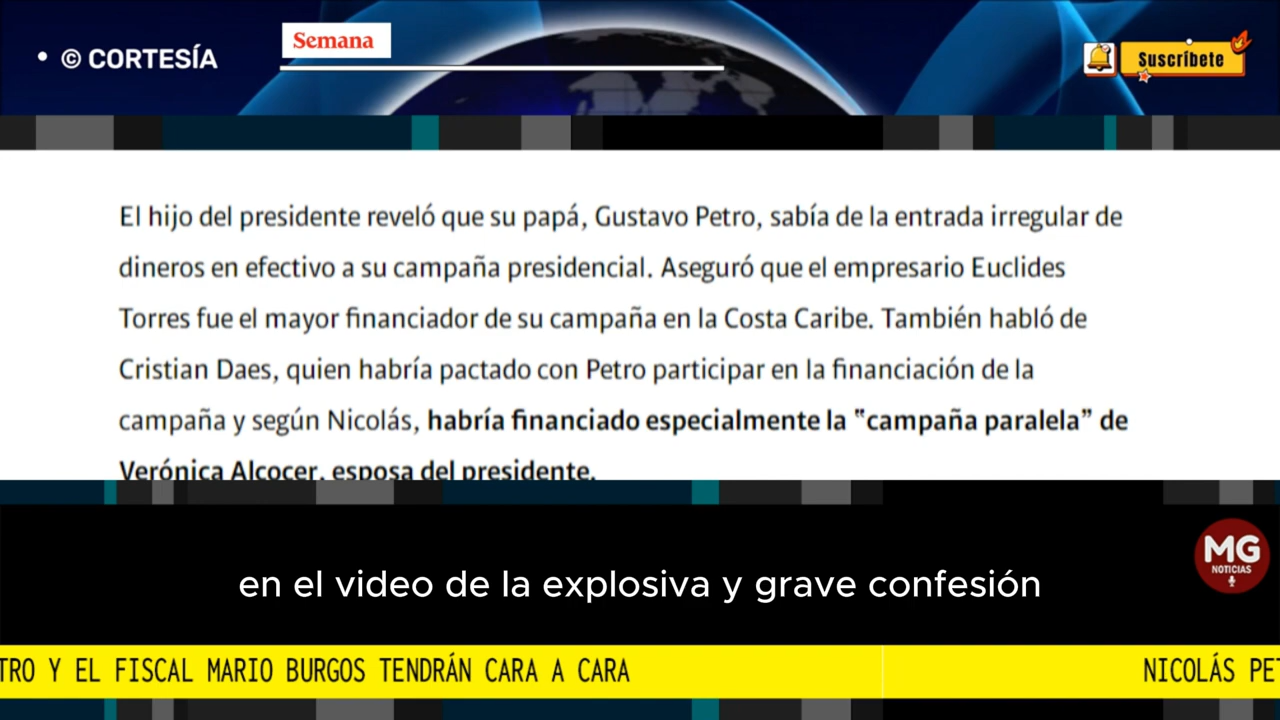 • © CORTESÍA
Semana
Suscríbete
El hijo del presidente reveló que su papá, Gustavo Petro, sabía de la entrada irregular de
dineros en efectivo a su campaña presidencial. Aseguró que el empresario Euclides
Torres fue el mayor financiador de su campaña en la Costa Caribe. También habló de
Cristian Daes, quien habría pactado con Petro participar en la financiación de la
campaña y según Nicolás, habría financiado especialmente la “campaña paralela” de
Verónica Alcocer, esposa del presidente.
MG
NOTICIAS
en el video de la explosiva y grave confesión
TRO Y EL FISCAL MARIO BURGOS TENDRÁN CARA A CARA
NICOLÁS PET